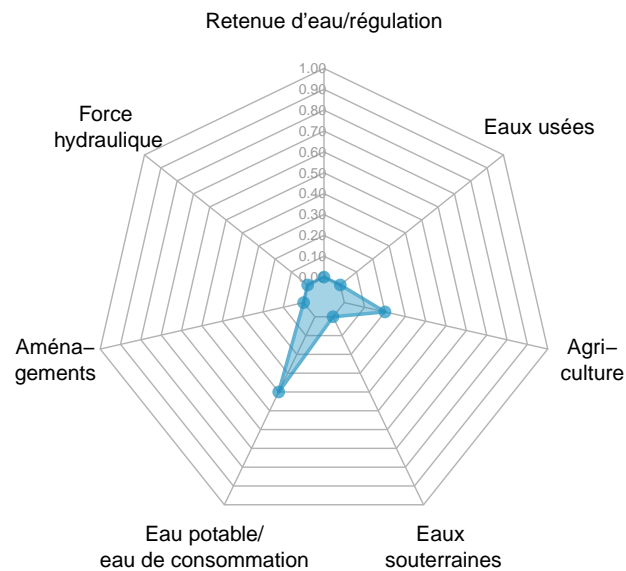 Retenue d'eau/régulation
1.00
0.90
0.80
0.70
0.60
0.50
0.40
0.30
0.20
0.10
0.00
Force
hydraulique
Eaux usées
Aména–
gements
Agri–
culture
Eau potable/
eau de consommation
Eaux
souterraines